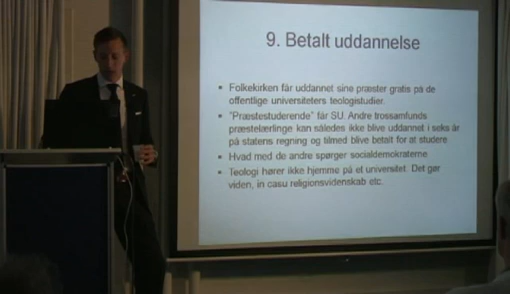 9. Betalt uddannelse
• Folkekirken får uddannet sine præster gratis på de
offentlige universiteters teologistudier.
• "Præstestuderende" får SU. Andre trossamfunds
præstelærlinge kan således ikke blive uddannet i seks år
på statens regning og tilmed blive betalt for at studere
• Hvad med de andre spørger socialdemokraterne
• Teologi hører ikke hjemme på et universitet. Det gør
viden, in casu religionsvidenskab etc.